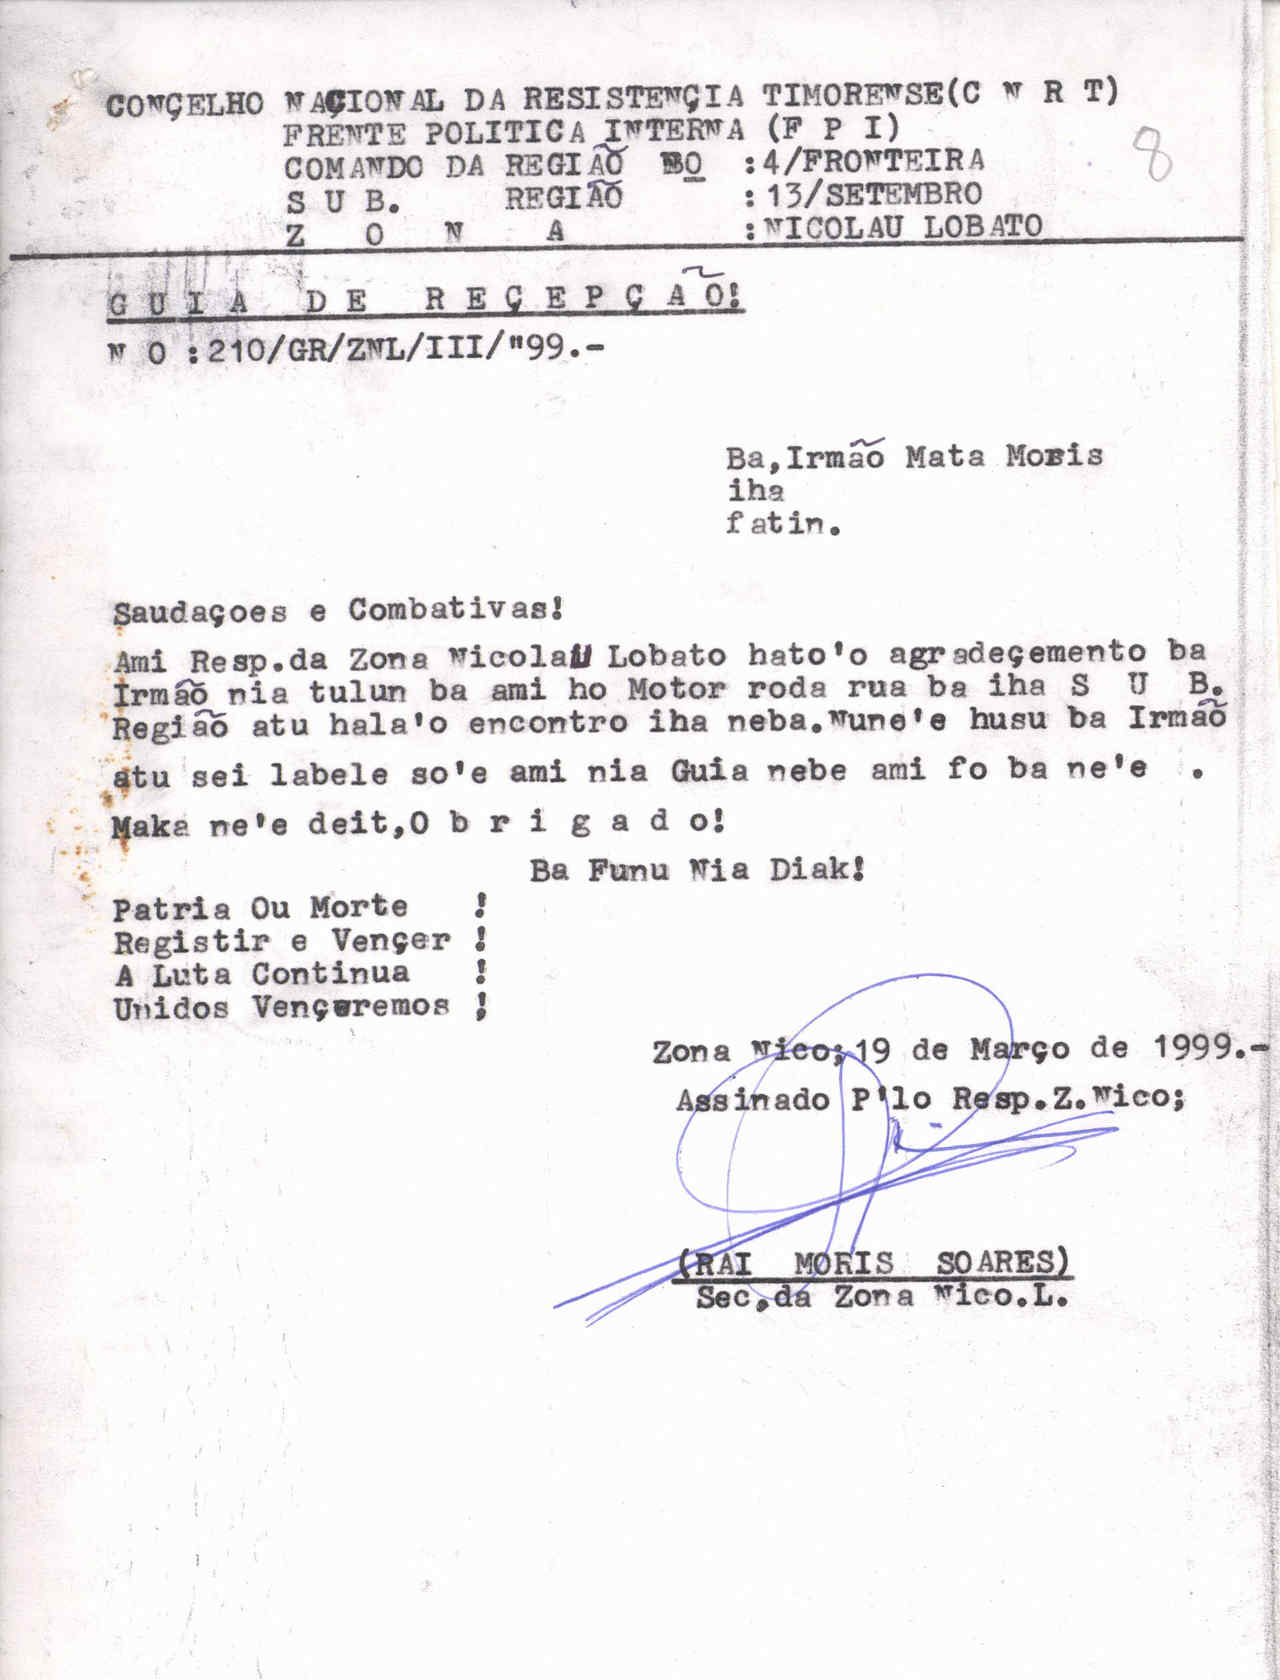 CONÇELHO NAÇIONAL DA RESISTENÇIA TIMORENSE(C N R T)
FRENTE POLITICA INTERNA (F P I)
COMANDO DA REGIÃO NO :4/FRONTEIRA
S U B. REGIÃO :13/SETEMBRO
Z O N A :NICOLAU LOBATO
8
G U I A D E R E Ç E P Ç Ã O!
N O :210/GR/ZNL/III/"99.-
Ba,Irmão Mata Moris
iha
fatin.
Saudaçoes e Combativas!
Ami Resp.da Zona Nicolau Lobato hato'o agradeçemento ba
Irmão nia tulun ba ami ho Motor roda rua ba iha S U B.
Região atu hala'o encontro iha neba.Nune'e husu ba Irmão
atu sei labele so'e ami nia Guia nebe ami fo ba ne'e .
Maka ne'e deit,O b r i g a d o!
Ba Funu Nia Diak!
Patria Ou Morte !
Registir e Vençer !
A Luta Continua !
Unidos Vençeremos !
Zona Nico;19 de Março de 1999.-
Assinado P'lo Resp.Z.Nico;
(RAI MORIS SOARES)
Sec,da Zona Nico.L.